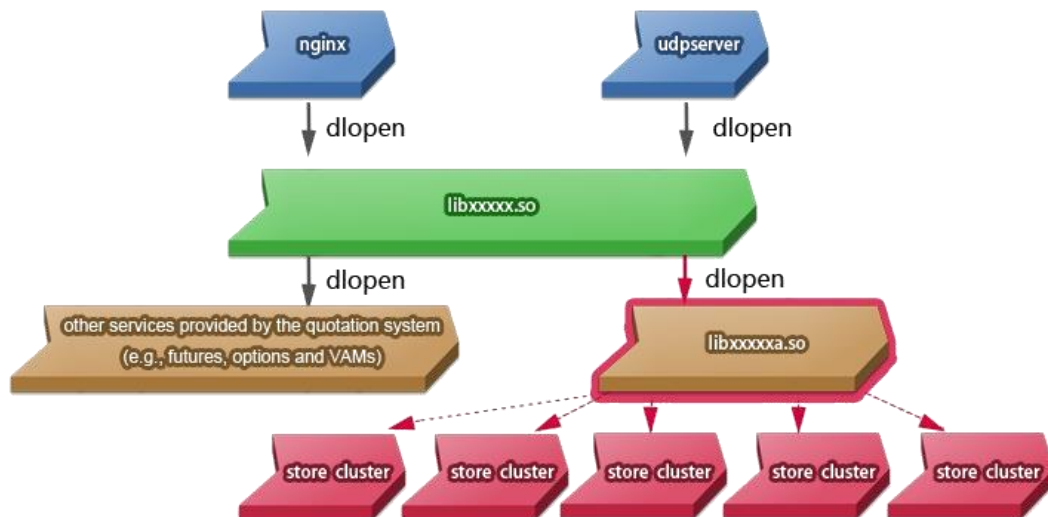 nginx
udpserver
dlopen
dlopen
libxxxxx.so
dlopen
dlopen
other services provided by the quotation system
(e.g., futures, options and VAMs)
libxxxxxa.so
store cluster
store cluster
store cluster
store cluster
store cluster